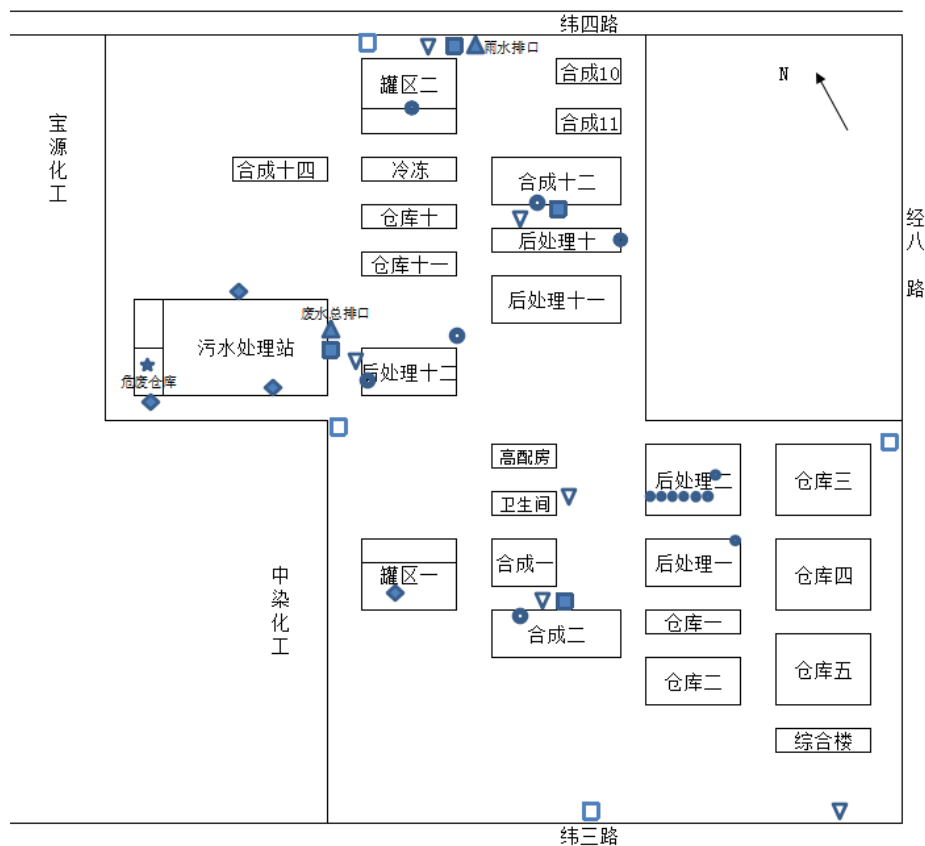 纬四路
雨水排口
罐区二
合成10
N
合成11
宝源化工
合成十四
冷冻
合成十二
仓库十
经八路
后处理十
仓库十一
后处理十一
废水总排口
污水处理站
后处理十二
危废仓库
高配房
后处理二
仓库三
卫生间
合成一
后处理一
仓库四
罐区一
中染化工
仓库一
合成二
仓库五
仓库二
综合楼
纬三路